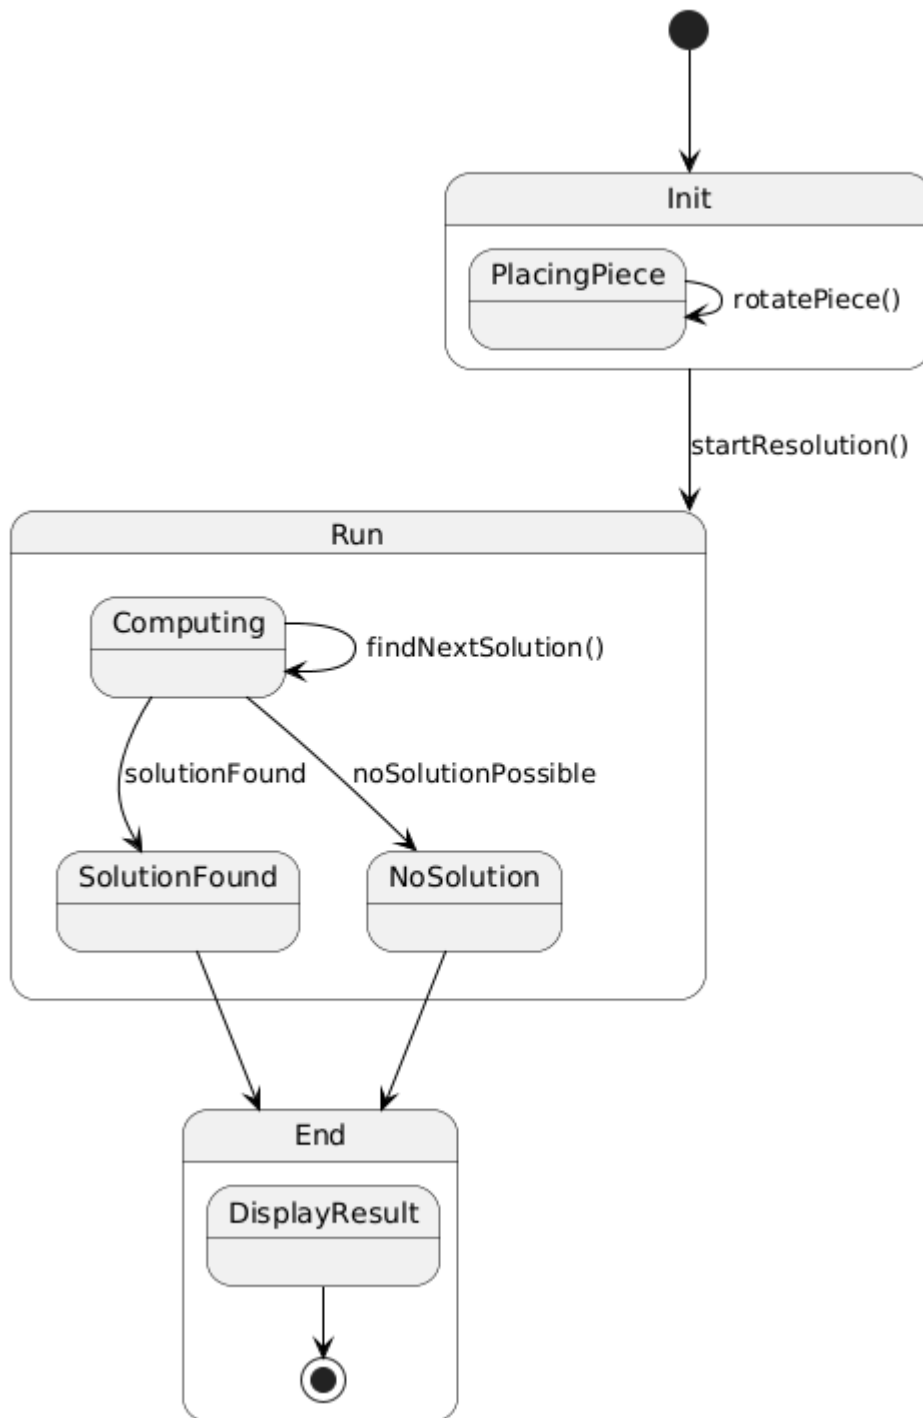 Init
PlacingPiece
rotatePiece()
startResolution()
Run
Computing
findNextSolution()
solutionFound
noSolutionPossible
SolutionFound
NoSolution
End
DisplayResult